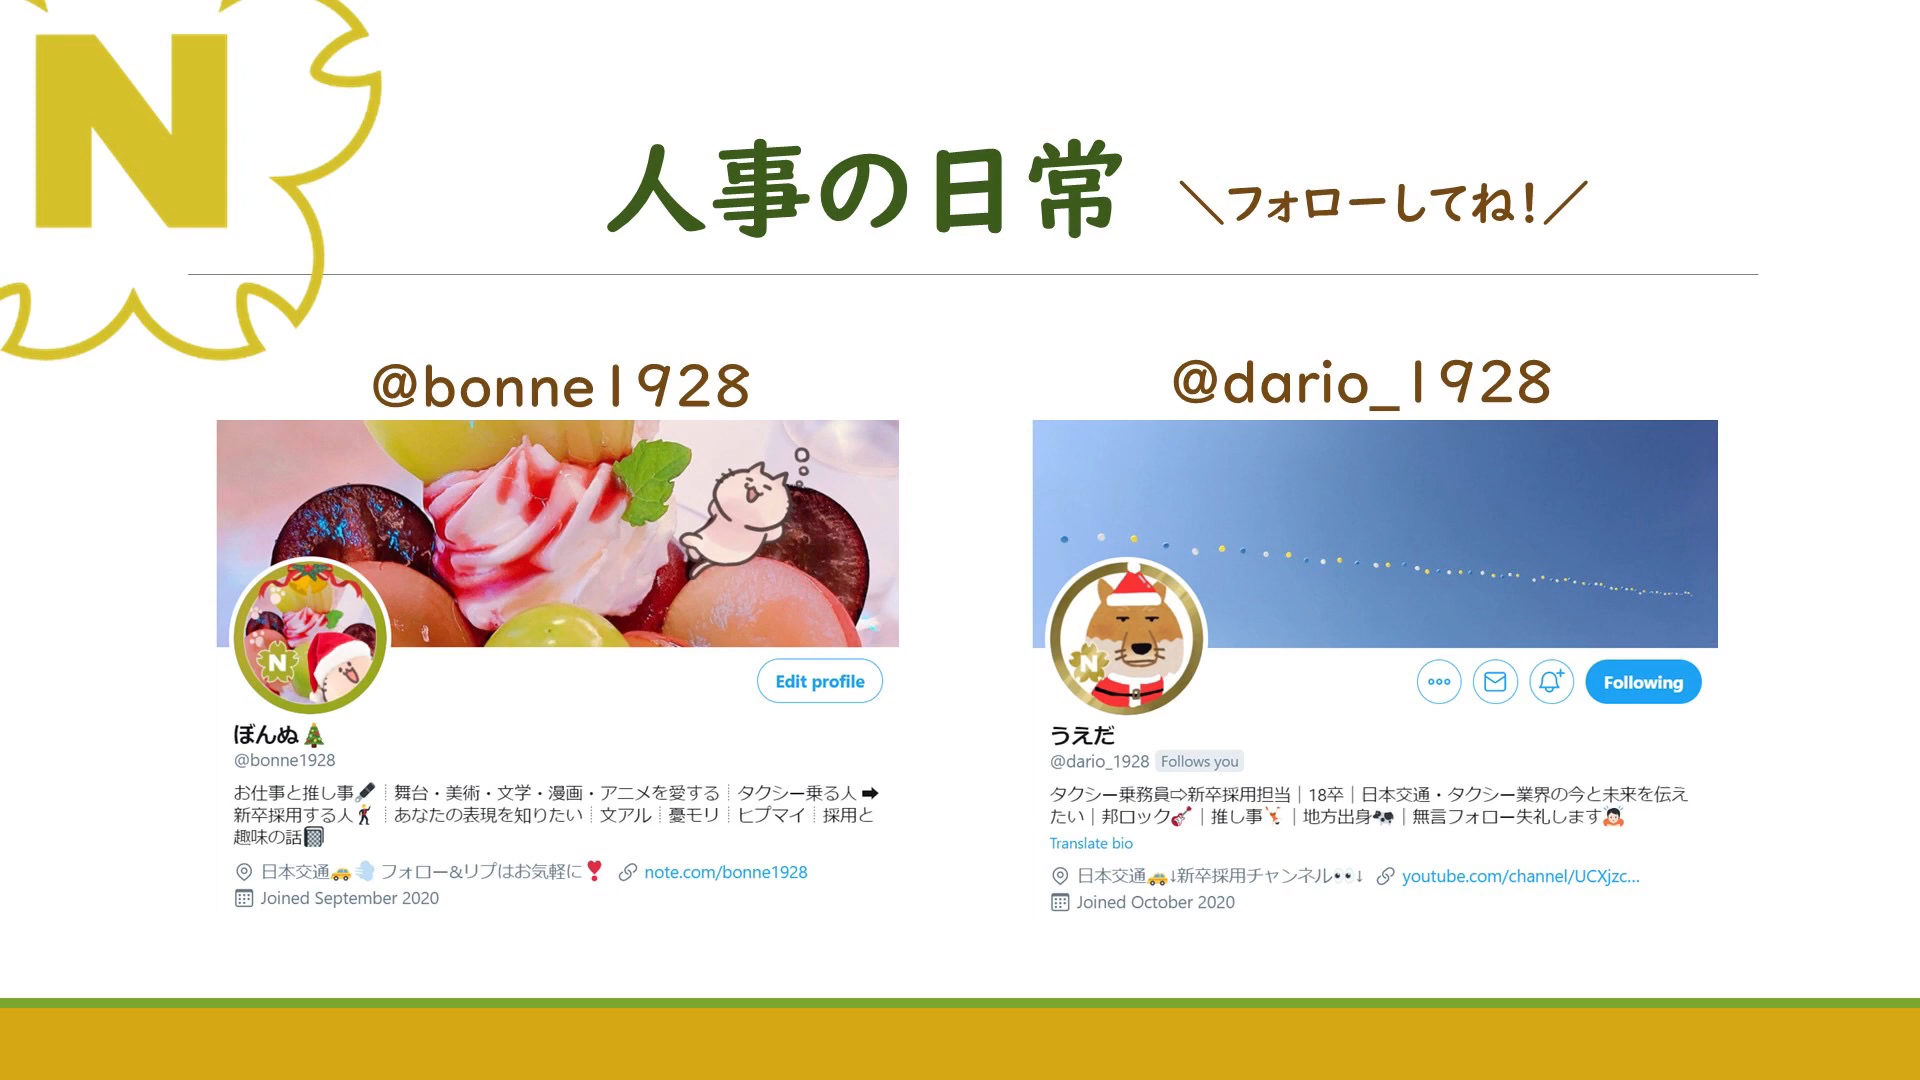 N
人事の日常
＼フォローしてね！／
@bonne1928
@dario_1928
N
Edit profile
ぼんぬ🎄
@bonne1928
お仕事と推し事🖋┊舞台・美術・文学・漫画・アニメを愛する┊タクシー乗る人➡
新卒採用する人🕺┊あなたの表現を知りたい┊文アル┊憂モリ┊ヒプマイ┊採用と
趣味の話📓
日本交通🚕💨 フォロー&リプはお気軽に❣ note.com/bonne1928
Joined September 2020
N
Following
うえだ
@dario_1928 Follows you
タクシー乗務員⇨新卒採用担当｜18卒｜日本交通・タクシー業界の今と未来を伝え
たい｜邦ロック🎸｜推し事🦒｜地方出身🐄｜無言フォロー失礼します🙇
Translate bio
日本交通🚕↓新卒採用チャンネル👀↓ youtube.com/channel/UCXjzc...
Joined October 2020